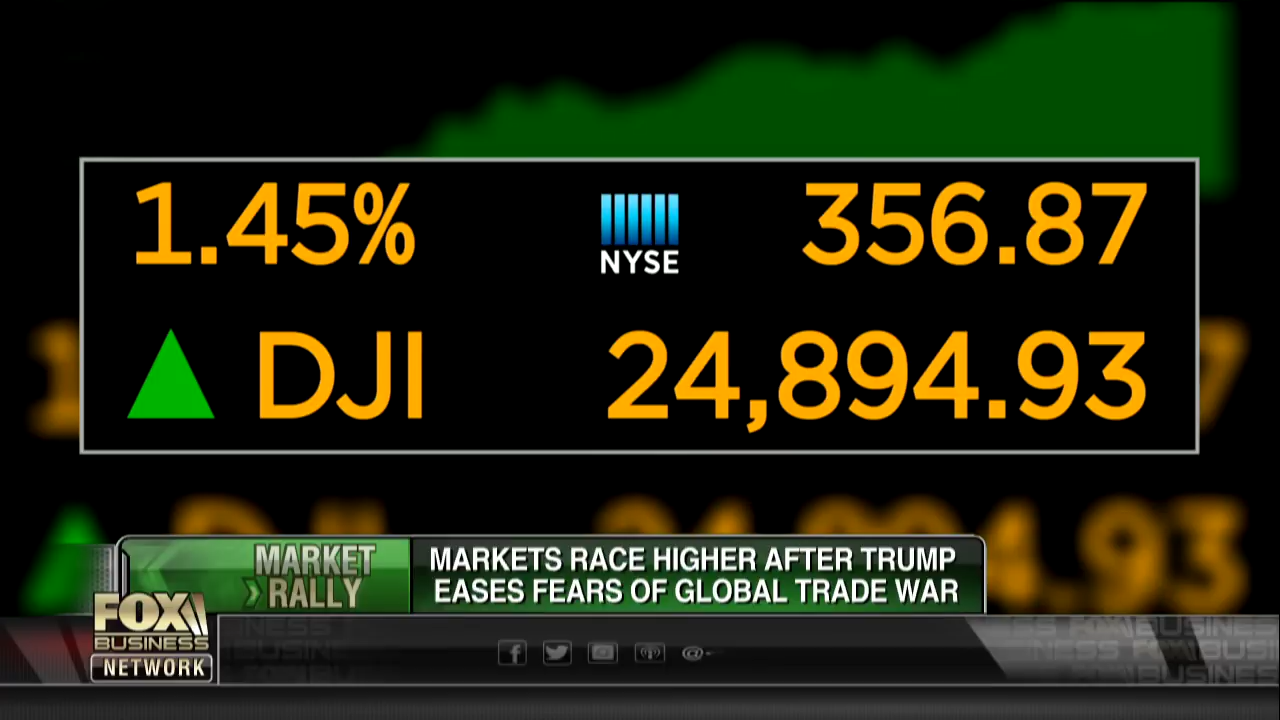 1.45%
NYSE
356.87
DJI
24,894.93
MARKET
RALLY
MARKETS RACE HIGHER AFTER TRUMP
EASES FEARS OF GLOBAL TRADE WAR
FOX
BUSINESS
NETWORK